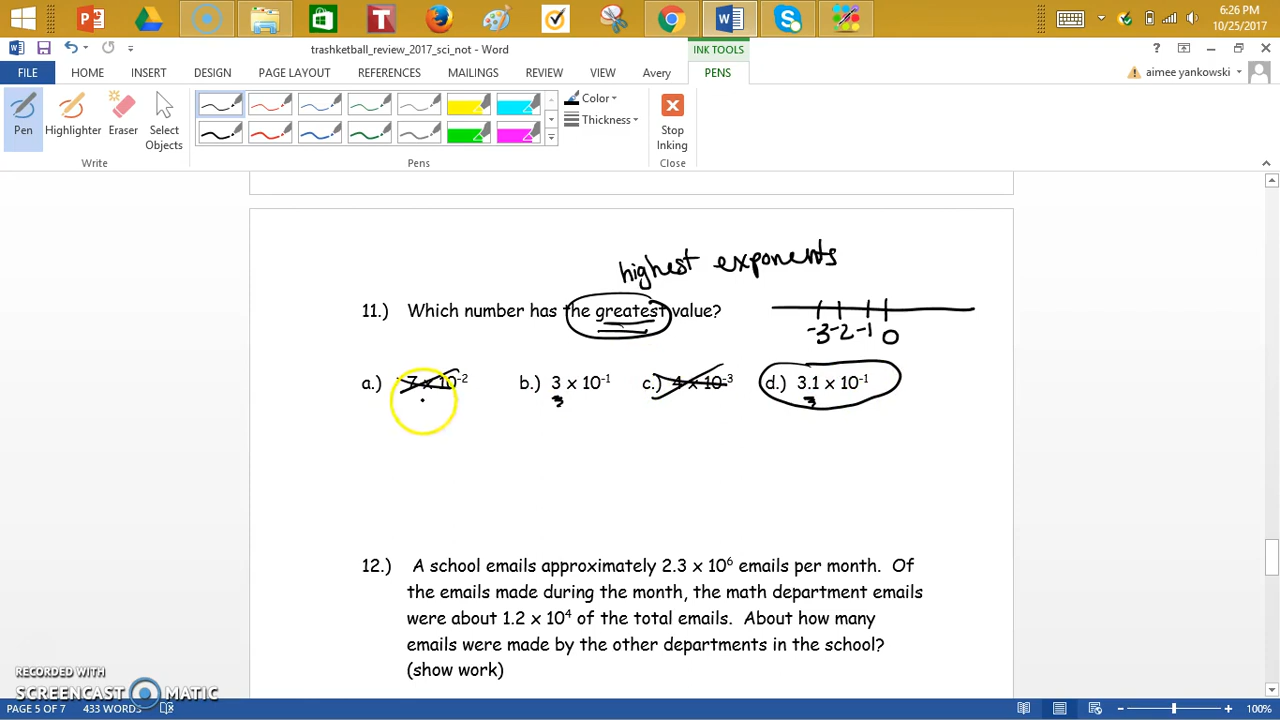 6:26 PM
10/25/2017
trashketball_review_2017_sci_not - Word
INK TOOLS
FILE HOME INSERT DESIGN PAGE LAYOUT REFERENCES MAILINGS REVIEW VIEW Avery PENS
aimee yankowski
Pen Highlighter Eraser Select Objects
Color
Thickness
Stop Inking
Write Pens Close
highest exponents
11.) Which number has the greatest value?
-3 -2 -1 0
a.) 7 x 10⁻² b.) 3 x 10⁻¹ c.) 4 x 10⁻³ d.) 3.1 x 10⁻¹
12.) A school emails approximately 2.3 x 10⁶ emails per month. Of
the emails made during the month, the math department emails
were about 1.2 x 10⁴ of the total emails. About how many
emails were made by the other departments in the school?
(show work)
RECORDED WITH
SCREENCAST MATIC
PAGE 5 OF 7 433 WORDS 100%